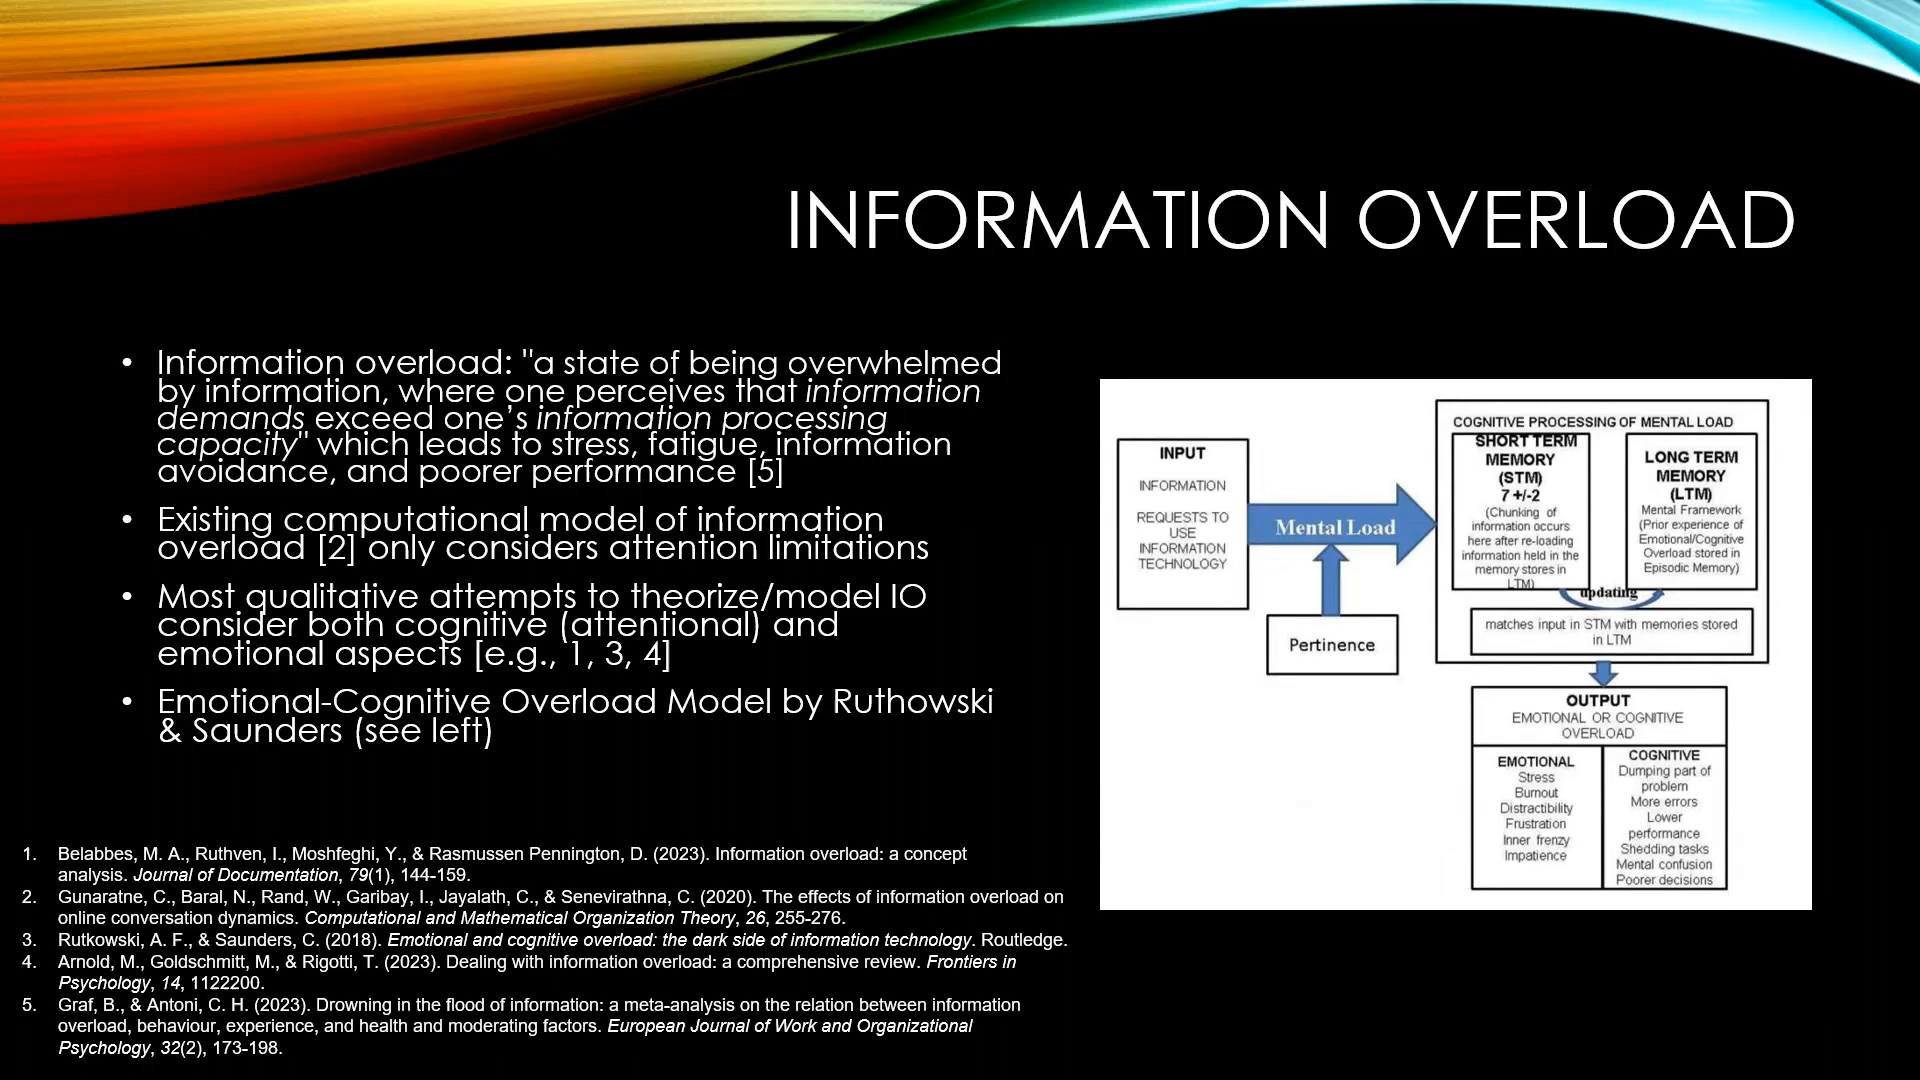 INFORMATION OVERLOAD
• Information overload: "a state of being overwhelmed
by information, where one perceives that information
demands exceed one’s information processing
capacity" which leads to stress, fatigue, information
avoidance, and poorer performance [5]
• Existing computational model of information
overload [2] only considers attention limitations
• Most qualitative attempts to theorize/model IO
consider both cognitive (attentional) and
emotional aspects [e.g., 1, 3, 4]
• Emotional-Cognitive Overload Model by Ruthowski
& Saunders (see left)
INPUT
INFORMATION
REQUESTS TO
USE
INFORMATION
TECHNOLOGY
Mental Load
Pertinence
COGNITIVE PROCESSING OF MENTAL LOAD
SHORT TERM
MEMORY
(STM)
7 +/-2
(Chunking of
information occurs
here after re-loading
information held in the
memory stores in
LTM)
LONG TERM
MEMORY
(LTM)
Mental Framework
(Prior experience of
Emotional/Cognitive
Overload stored in
Episodic Memory)
updating
matches input in STM with memories stored
in LTM
OUTPUT
EMOTIONAL OR COGNITIVE
OVERLOAD
EMOTIONAL
Stress
Burnout
Distractibility
Frustration
Inner frenzy
Impatience
COGNITIVE
Dumping part of
problem
More errors
Lower
performance
Shedding tasks
Mental confusion
Poorer decisions
1. Belabbes, M. A., Ruthven, I., Moshfeghi, Y., & Rasmussen Pennington, D. (2023). Information overload: a concept
analysis. Journal of Documentation, 79(1), 144-159.
2. Gunaratne, C., Baral, N., Rand, W., Garibay, I., Jayalath, C., & Senevirathna, C. (2020). The effects of information overload on
online conversation dynamics. Computational and Mathematical Organization Theory, 26, 255-276.
3. Rutkowski, A. F., & Saunders, C. (2018). Emotional and cognitive overload: the dark side of information technology. Routledge.
4. Arnold, M., Goldschmitt, M., & Rigotti, T. (2023). Dealing with information overload: a comprehensive review. Frontiers in
Psychology, 14, 1122200.
5. Graf, B., & Antoni, C. H. (2023). Drowning in the flood of information: a meta-analysis on the relation between information
overload, behaviour, experience, and health and moderating factors. European Journal of Work and Organizational
Psychology, 32(2), 173-198.